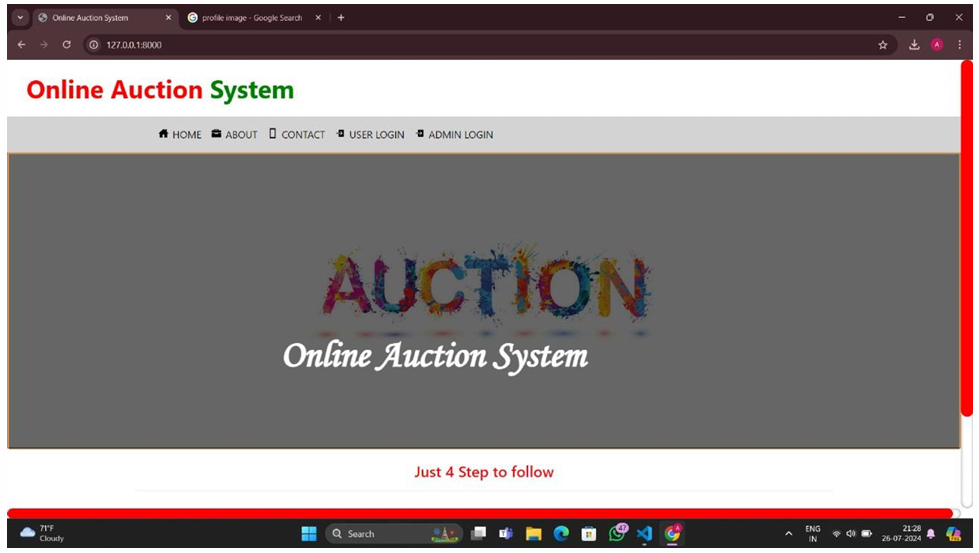 Online Auction System
profile image - Google Search
127.0.0.1:8000
Online Auction System
HOME ABOUT CONTACT USER LOGIN ADMIN LOGIN
AUCTION
Online Auction System
Just 4 Step to follow
71°F
Cloudy
Search
47
A
A
ENG
IN
21:28
26-07-2024